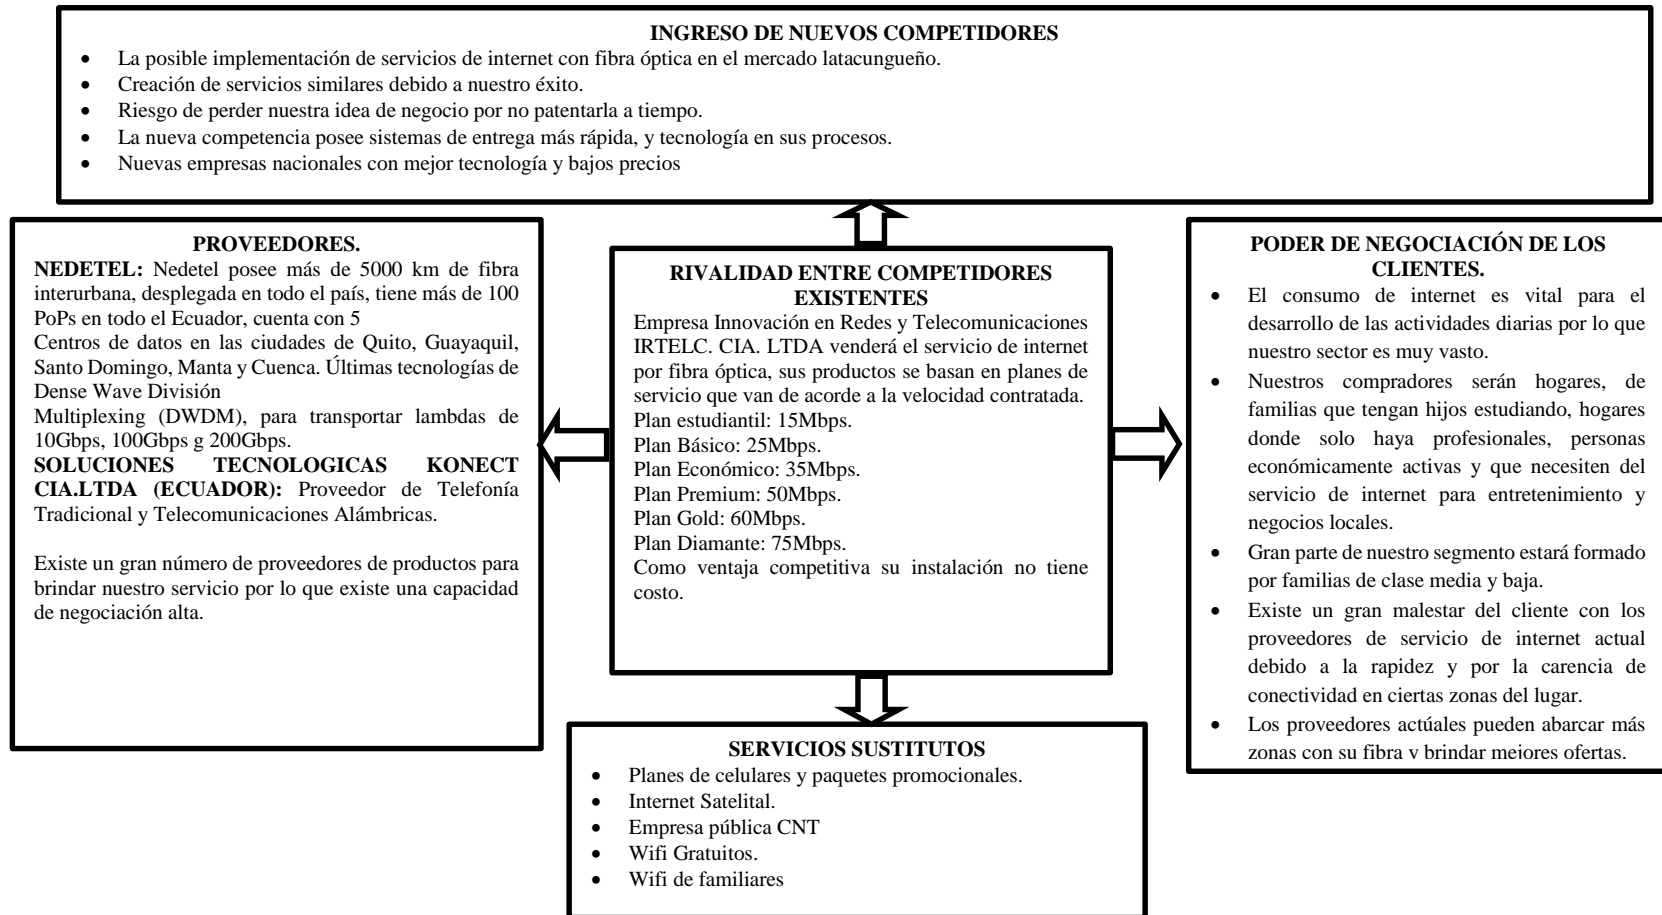 INGRESO DE NUEVOS COMPETIDORES
• La posible implementación de servicios de internet con fibra óptica en el mercado latacungueño.
• Creación de servicios similares debido a nuestro éxito.
• Riesgo de perder nuestra idea de negocio por no patentarla a tiempo.
• La nueva competencia posee sistemas de entrega más rápida, y tecnología en sus procesos.
• Nuevas empresas nacionales con mejor tecnología y bajos precios
PROVEEDORES.
NEDETEL: Nedetel posee más de 5000 km de fibra
interurbana, desplegada en todo el país, tiene más de 100
PoPs en todo el Ecuador, cuenta con 5
Centros de datos en las ciudades de Quito, Guayaquil,
Santo Domingo, Manta y Cuenca. Últimas tecnologías de
Dense Wave División
Multiplexing (DWDM), para transportar lambdas de
10Gbps, 100Gbps g 200Gbps.
SOLUCIONES TECNOLOGICAS KONECT
CIA.LTDA (ECUADOR): Proveedor de Telefonía
Tradicional y Telecomunicaciones Alámbricas.
Existe un gran número de proveedores de productos para
brindar nuestro servicio por lo que existe una capacidad
de negociación alta.
RIVALIDAD ENTRE COMPETIDORES
EXISTENTES
Empresa Innovación en Redes y Telecomunicaciones
IRTELC. CIA. LTDA venderá el servicio de internet
por fibra óptica, sus productos se basan en planes de
servicio que van de acorde a la velocidad contratada.
Plan estudiantil: 15Mbps.
Plan Básico: 25Mbps.
Plan Económico: 35Mbps.
Plan Premium: 50Mbps.
Plan Gold: 60Mbps.
Plan Diamante: 75Mbps.
Como ventaja competitiva su instalación no tiene
costo.
PODER DE NEGOCIACIÓN DE LOS
CLIENTES.
• El consumo de internet es vital para el
desarrollo de las actividades diarias por lo que
nuestro sector es muy vasto.
• Nuestros compradores serán hogares, de
familias que tengan hijos estudiando, hogares
donde solo haya profesionales, personas
económicamente activas y que necesiten del
servicio de internet para entretenimiento y
negocios locales.
• Gran parte de nuestro segmento estará formado
por familias de clase media y baja.
• Existe un gran malestar del cliente con los
proveedores de servicio de internet actual
debido a la rapidez y por la carencia de
conectividad en ciertas zonas del lugar.
• Los proveedores actúales pueden abarcar más
zonas con su fibra y brindar mejores ofertas.
SERVICIOS SUSTITUTOS
• Planes de celulares y paquetes promocionales.
• Internet Satelital.
• Empresa pública CNT
• Wifi Gratuitos.
• Wifi de familiares